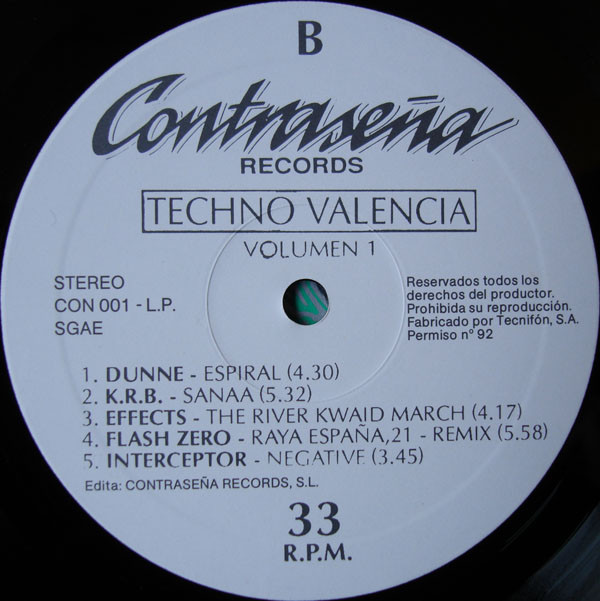 B
Contraseña
RECORDS
TECHNO VALENCIA
VOLUMEN 1
STEREO
CON 001 - L.P.
SGAE
Reservados todos los
derechos del productor.
Prohibida su reproducción.
Fabricado por Tecnifón, S.A.
Permiso nº 92
1. DUNNE - ESPIRAL (4.30)
2. K.R.B. - SANAA (5.32)
3. EFFECTS - THE RIVER KWAID MARCH (4.17)
4. FLASH ZERO - RAYA ESPAÑA,21 - REMIX (5.58)
5. INTERCEPTOR - NEGATIVE (3.45)
Edita: CONTRASEÑA RECORDS, S.L.
33
R.P.M.